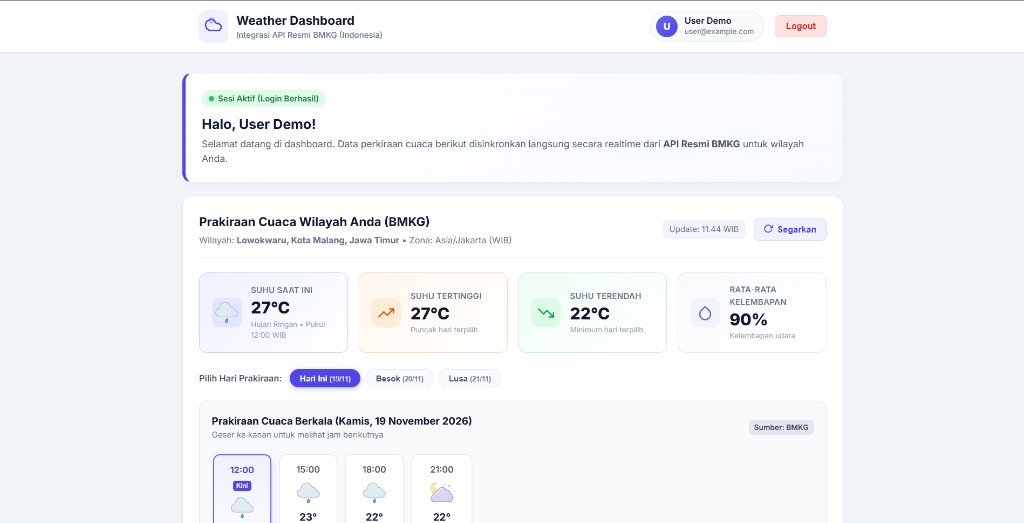 Weather Dashboard
Integrasi API Resmi BMKG (Indonesia)
U
User Demo
user@example.com
Logout
Sesi Aktif (Login Berhasil)
Halo, User Demo!
Selamat datang di dashboard. Data perkiraan cuaca berikut disinkronkan langsung secara realtime dari API Resmi BMKG untuk wilayah
Anda.
Prakiraan Cuaca Wilayah Anda (BMKG)
Wilayah: Lowokwaru, Kota Malang, Jawa Timur • Zona: Asia/Jakarta (WIB)
Update: 11.44 WIB
Segarkan
SUHU SAAT INI
27°C
Hujan Ringan • Pukul
12:00 WIB
SUHU TERTINGGI
27°C
Puncak hari terpilih
SUHU TERENDAH
22°C
Minimum hari terpilih
RATA-RATA
KELEMBAPAN
90%
Kelembapan udara
Pilih Hari Prakiraan:
Hari Ini (19/11)
Besok (20/11)
Lusa (21/11)
Prakiraan Cuaca Berkala (Kamis, 19 November 2026)
Geser ke kanan untuk melihat jam berikutnya
Sumber: BMKG
12:00
Kini
15:00
23°
18:00
22°
21:00
22°